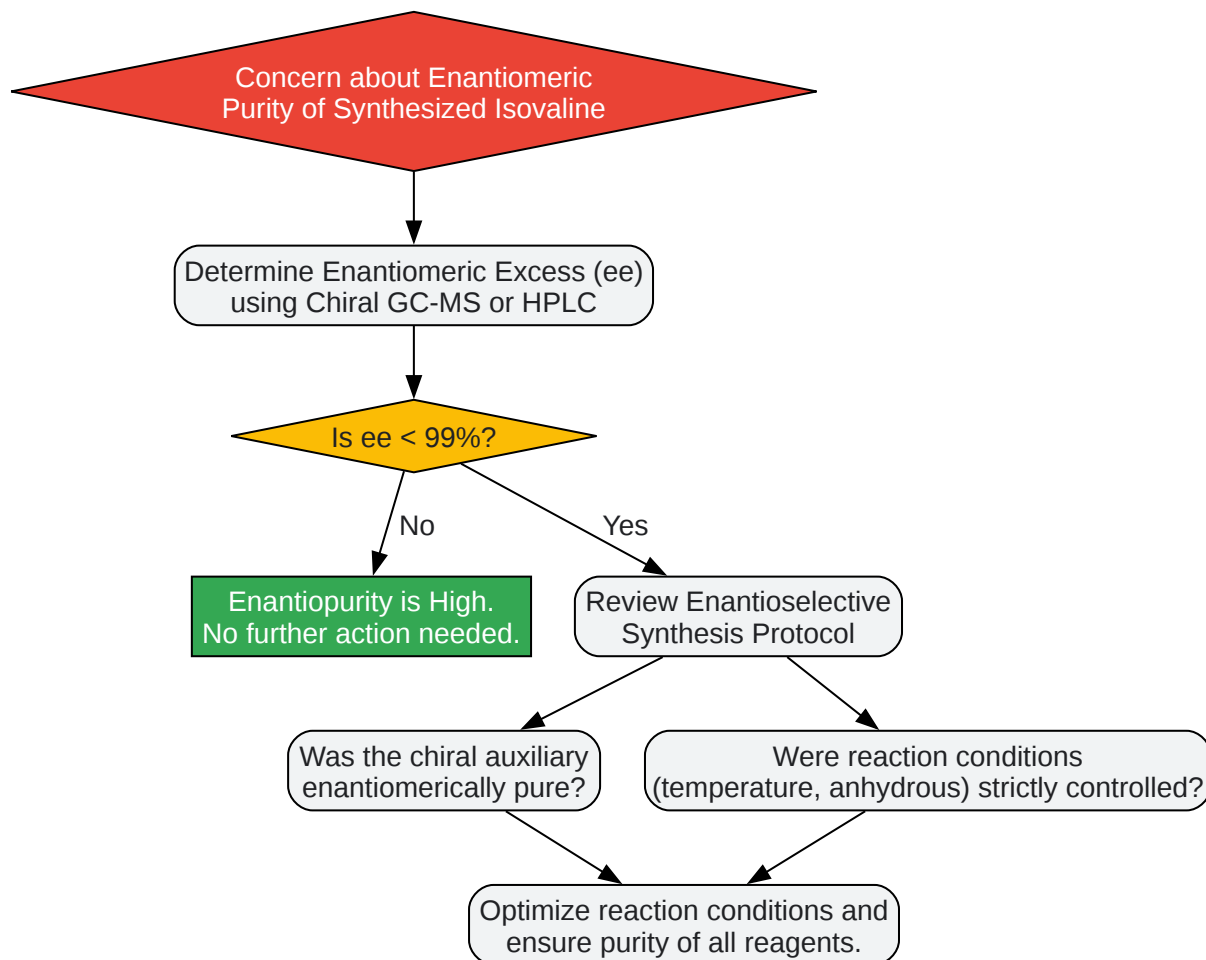 Concern about Enantiomeric
Purity of Synthesized Isovaline
Determine Enantiomeric Excess (ee)
using Chiral GC-MS or HPLC
Is ee < 99%?
No
Yes
Enantiopurity is High.
No further action needed.
Review Enantioselective
Synthesis Protocol
Was the chiral auxiliary
enantiomerically pure?
Were reaction conditions
(temperature, anhydrous) strictly controlled?
Optimize reaction conditions and
ensure purity of all reagents.